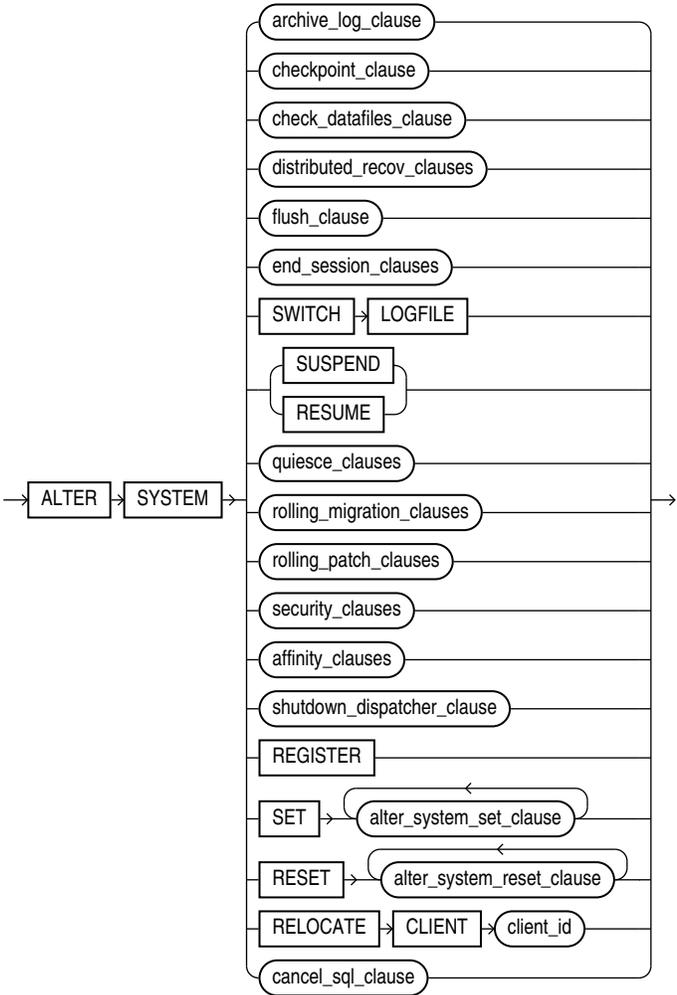 archive_log_clause
checkpoint_clause
check_datafiles_clause
distributed_recov_clauses
flush_clause
end_session_clauses
SWITCH LOGFILE
SUSPEND
RESUME
quiesce_clauses
ALTER SYSTEM
rolling_migration_clauses
rolling_patch_clauses
security_clauses
affinity_clauses
shutdown_dispatcher_clause
REGISTER
SET alter_system_set_clause
RESET alter_system_reset_clause
RELOCATE CLIENT client_id
cancel_sql_clause